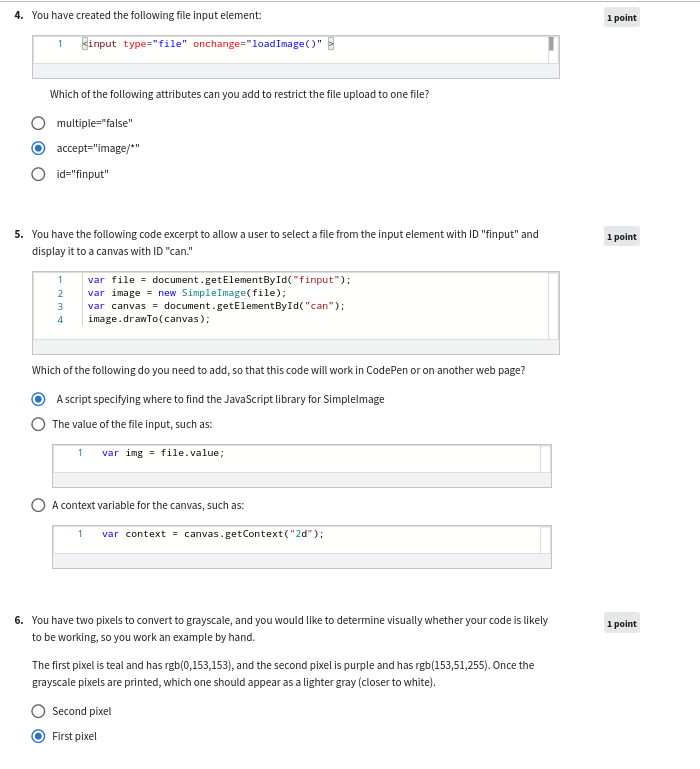 4. You have created the following file input element:
1 point
1 <input type="file" onchange="loadImage()" >
Which of the following attributes can you add to restrict the file upload to one file?
multiple="false"
accept="image/*"
id="finput"
5. You have the following code excerpt to allow a user to select a file from the input element with ID "finput" and
display it to a canvas with ID "can."
1 point
1 var file = document.getElementById("finput");
2 var image = new SimpleImage(file);
3 var canvas = document.getElementById("can");
4 image.drawTo(canvas);
Which of the following do you need to add, so that this code will work in CodePen or on another web page?
A script specifying where to find the JavaScript library for SimpleImage
The value of the file input, such as:
1 var img = file.value;
A context variable for the canvas, such as:
1 var context = canvas.getContext("2d");
6. You have two pixels to convert to grayscale, and you would like to determine visually whether your code is likely
to be working, so you work an example by hand.
1 point
The first pixel is teal and has rgb(0,153,153), and the second pixel is purple and has rgb(153,51,255). Once the
grayscale pixels are printed, which one should appear as a lighter gray (closer to white).
Second pixel
First pixel